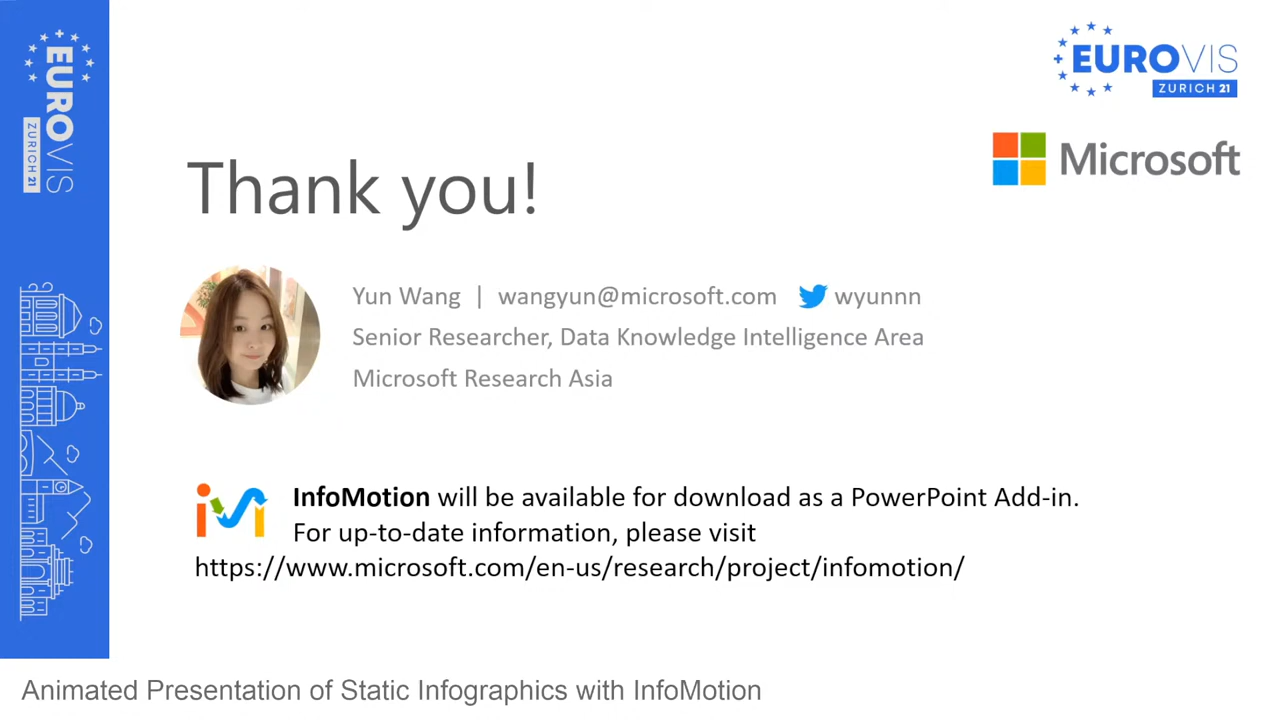 EUROVIS
ZURICH 21
EUROVIS
ZURICH 21
Microsoft
Thank you!
Yun Wang | wangyun@microsoft.com wyunnn
Senior Researcher, Data Knowledge Intelligence Area
Microsoft Research Asia
InfoMotion will be available for download as a PowerPoint Add-in.
For up-to-date information, please visit
https://www.microsoft.com/en-us/research/project/infomotion/
Animated Presentation of Static Infographics with InfoMotion